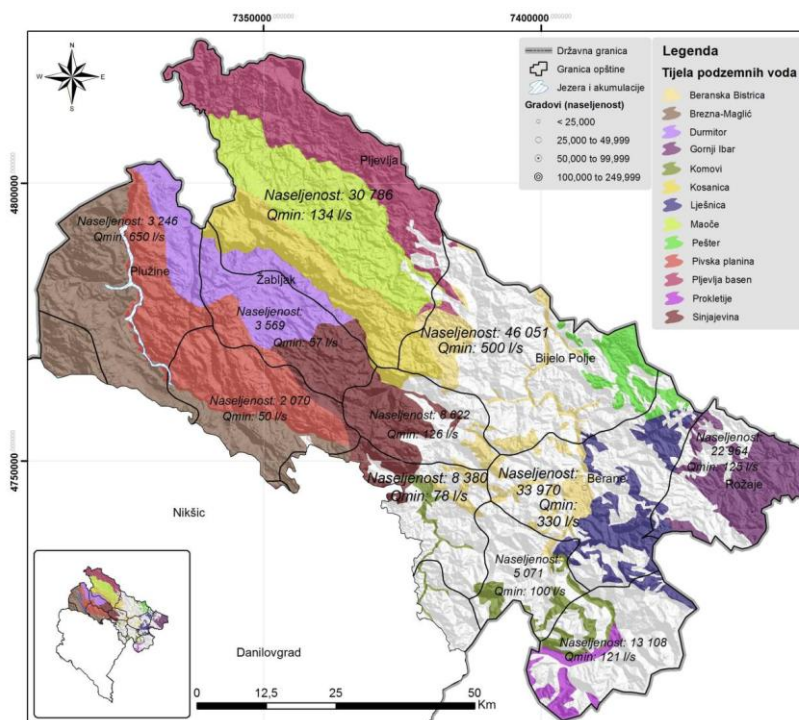 7350000
7400000
4800000
4750000
N
W E
S
Državna granica
Granica opštine
Jezera i akumulacije
Gradovi (naseljenost)
< 25,000
25,000 to 49,999
50,000 to 99,999
100,000 to 249,999
Legenda
Tijela podzemnih voda
Beranska Bistrica
Brezna-Maglić
Durmitor
Gornji Ibar
Komovi
Kosanica
Lješnica
Maoče
Pešter
Pivska planina
Pljevlja basen
Prokletije
Sinjajevina
Pljevlja
Naseljenost: 30 786
Qmin: 134 l/s
Naseljenost: 3 246
Qmin: 650 l/s
Plužine
Žabljak
Naseljenost:
3 569
Qmin: 57 l/s
Naseljenost: 46 051
Qmin: 500 l/s
Bijelo Polje
Naseljenost: 2 070
Qmin: 50 l/s
Naseljenost: 8 822
Qmin: 126 l/s
Naseljenost:
22 964
Qmin: 125 l/s
Rožaje
Naseljenost: 8 380
Qmin: 78 l/s
Naseljenost:
33 970
Qmin:
330 l/s
Berane
Nikšic
Naseljenost:
5 071
Qmin: 100 l/s
Naseljenost: 13 108
Qmin: 121 l/s
Danilovgrad
0 12,5 25 50
Km